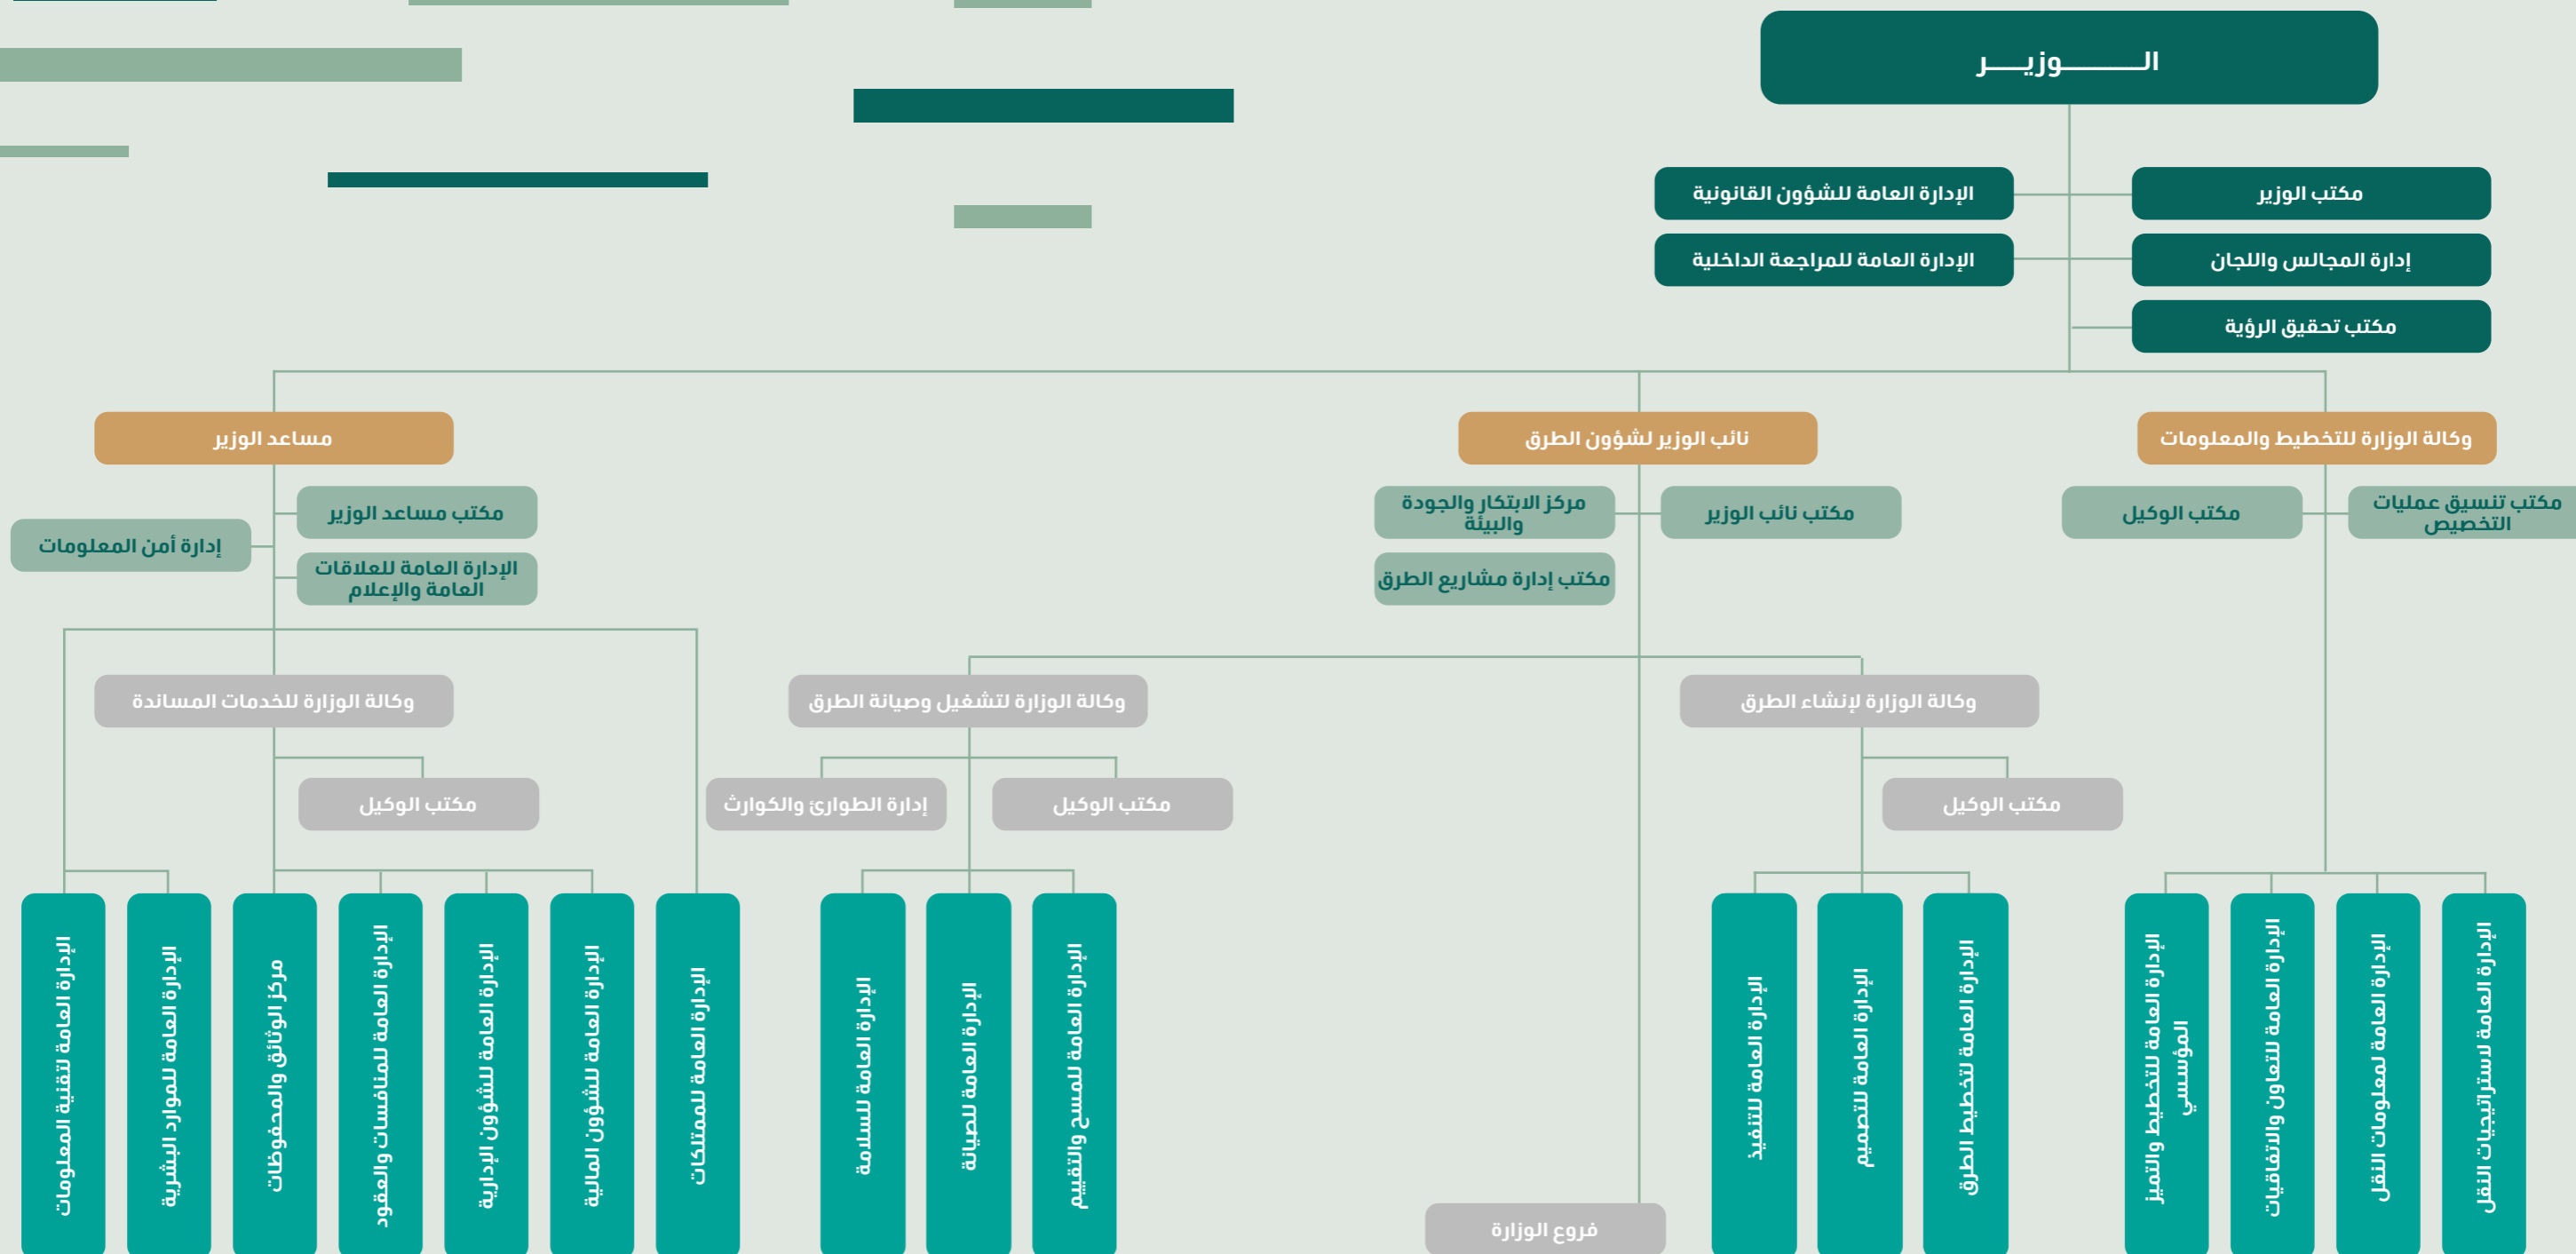 الـــــــــــوزيـــــر
مكتب الوزير
الإدارة العامة للشؤون القانونية
إدارة المجالس واللجان
الإدارة العامة للمراجعة الداخلية
مكتب تحقيق الرؤية
وكالة الوزارة للتخطيط والمعلومات
نائب الوزير لشؤون الطرق
مساعد الوزير
مكتب تنسيق عمليات
التخصيص
مكتب الوكيل
مكتب نائب الوزير
مركز الابتكار والجودة
والبيئة
مكتب إدارة مشاريع الطرق
مكتب مساعد الوزير
إدارة أمن المعلومات
الإدارة العامة للعلاقات
العامة والإعلام
وكالة الوزارة لإنشاء الطرق
وكالة الوزارة لتشغيل وصيانة الطرق
وكالة الوزارة للخدمات المساندة
مكتب الوكيل
مكتب الوكيل
إدارة الطوارئ والكوارث
مكتب الوكيل
الإدارة العامة لاستراتيجيات النقل
الإدارة العامة لمعلومات النقل
الإدارة العامة للتعاون والاتفاقيات
الإدارة العامة للتخطيط والتميز
المؤسسي
الإدارة العامة لتخطيط الطرق
الإدارة العامة للتصميم
الإدارة العامة للتنفيذ
الإدارة العامة للمسح والتقييم
الإدارة العامة للصيانة
الإدارة العامة للسلامة
الإدارة العامة للممتلكات
الإدارة العامة للشؤون المالية
الإدارة العامة للشؤون الإدارية
الإدارة العامة للمنافسات والعقود
مركز الوثائق والمحفوظات
الإدارة العامة للموارد البشرية
الإدارة العامة لتقنية المعلومات
فروع الوزارة